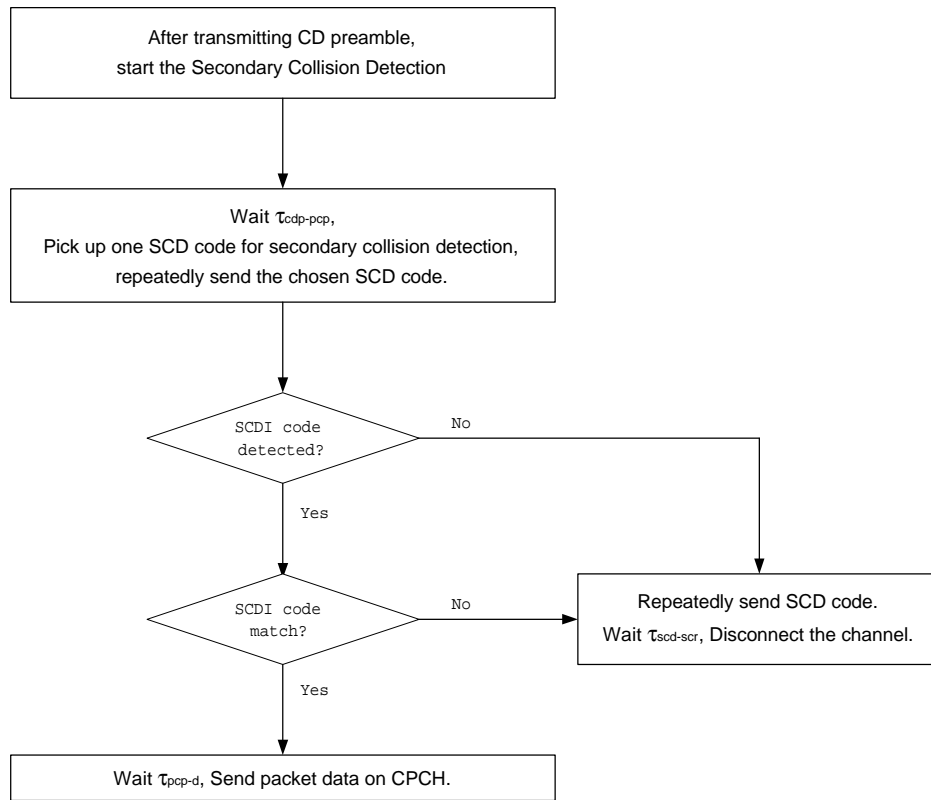 After transmitting CD preamble,
start the Secondary Collision Detection
Wait τcdp-pcp,
Pick up one SCD code for secondary collision detection,
repeatedly send the chosen SCD code.
SCDI code
detected?
No
Yes
SCDI code
match?
No
Repeatedly send SCD code.
Wait τscd-scr, Disconnect the channel.
Yes
Wait τpcp-d, Send packet data on CPCH.